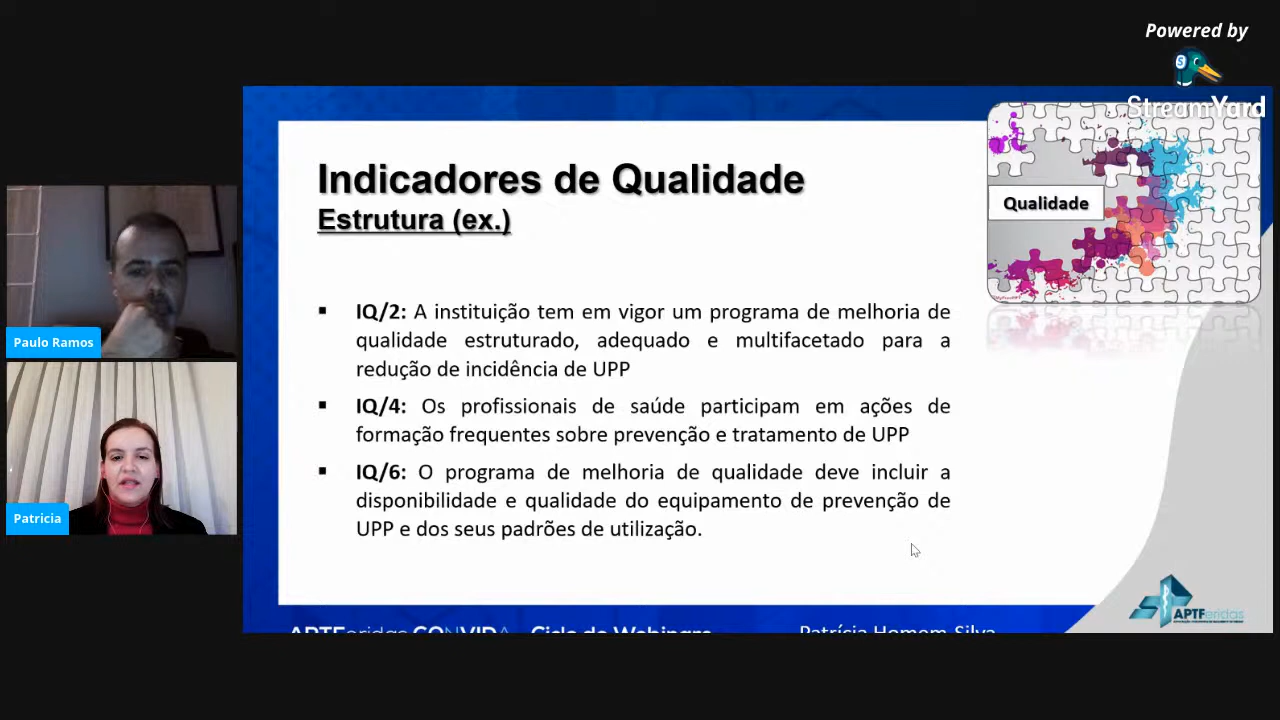 Powered by
StreamYard
Indicadores de Qualidade
Estrutura (ex.)
Qualidade
▪ IQ/2: A instituição tem em vigor um programa de melhoria de
qualidade estruturado, adequado e multifacetado para a
redução de incidência de UPP
▪ IQ/4: Os profissionais de saúde participam em ações de
formação frequentes sobre prevenção e tratamento de UPP
▪ IQ/6: O programa de melhoria de qualidade deve incluir a
disponibilidade e qualidade do equipamento de prevenção de
UPP e dos seus padrões de utilização.
Paulo Ramos
Patricia
APTFeridas
APTFeridas CONVIDA Ciclo de Webinars
Patrícia Homem-Silva